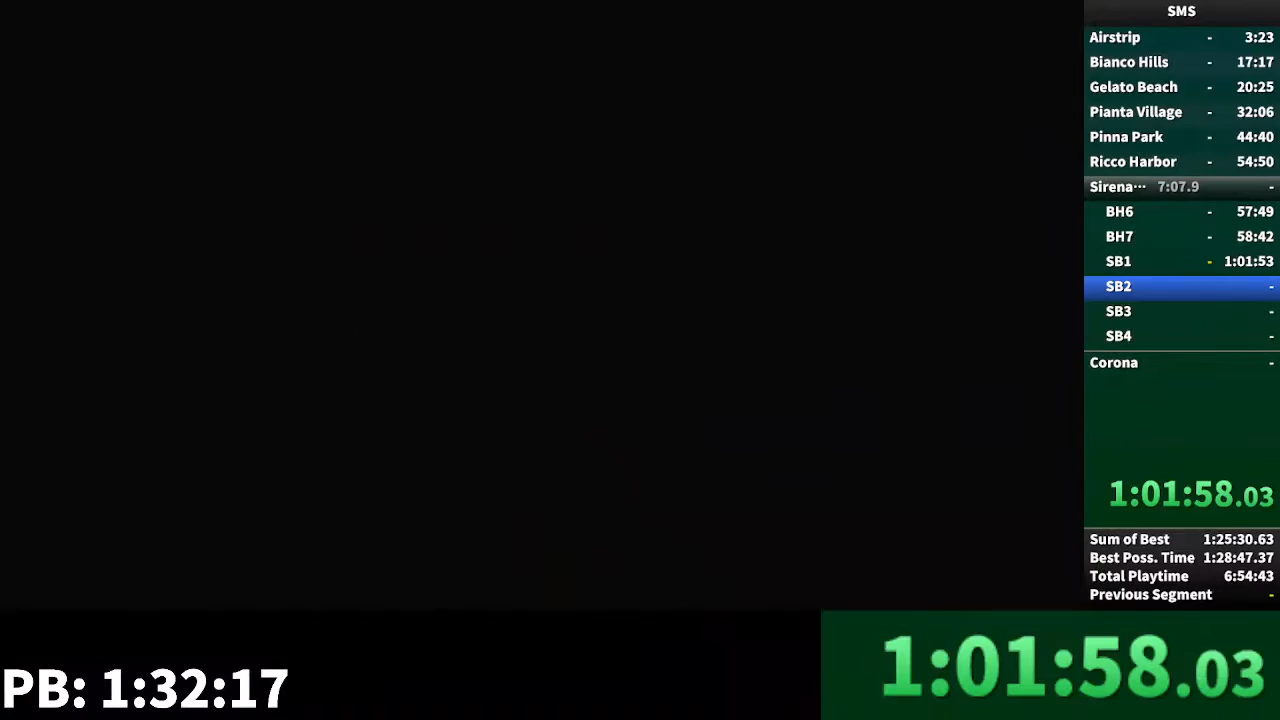 SMS
Airstrip - 3:23
Bianco Hills - 17:17
Gelato Beach - 20:25
Pianta Village - 32:06
Pinna Park - 44:40
Ricco Harbor - 54:50
Sirena… 7:07.9 -
BH6 - 57:49
BH7 - 58:42
SB1 - 1:01:53
SB2 -
SB3 -
SB4 -
Corona -
1:01:58.03
Sum of Best 1:25:30.63
Best Poss. Time 1:28:47.37
Total Playtime 6:54:43
Previous Segment -
PB: 1:32:17
1:01:58.03